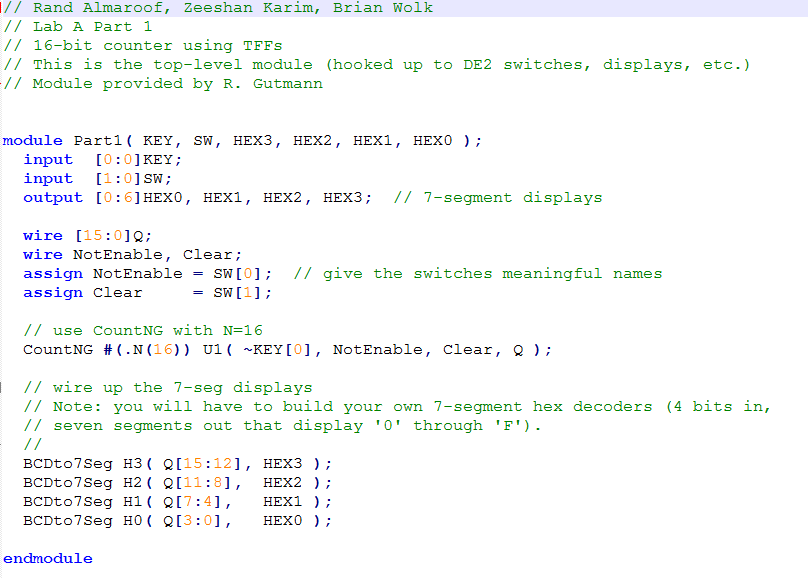 // Rand Almaroof, Zeeshan Karim, Brian Wolk
// Lab A Part 1
// 16-bit counter using TFFs
// This is the top-level module (hooked up to DE2 switches, displays, etc.)
// Module provided by R. Gutmann
module Part1( KEY, SW, HEX3, HEX2, HEX1, HEX0 );
  input  [0:0]KEY;
  input  [1:0]SW;
  output [0:6]HEX0, HEX1, HEX2, HEX3;  // 7-segment displays
  wire [15:0]Q;
  wire NotEnable, Clear;
  assign NotEnable = SW[0];  // give the switches meaningful names
  assign Clear     = SW[1];
  // use CountNG with N=16
  CountNG #(.N(16)) U1( ~KEY[0], NotEnable, Clear, Q );
  // wire up the 7-seg displays
  // Note: you will have to build your own 7-segment hex decoders (4 bits in,
  // seven segments out that display '0' through 'F').
  //
  BCDto7Seg H3( Q[15:12], HEX3 );
  BCDto7Seg H2( Q[11:8],  HEX2 );
  BCDto7Seg H1( Q[7:4],   HEX1 );
  BCDto7Seg H0( Q[3:0],   HEX0 );
endmodule